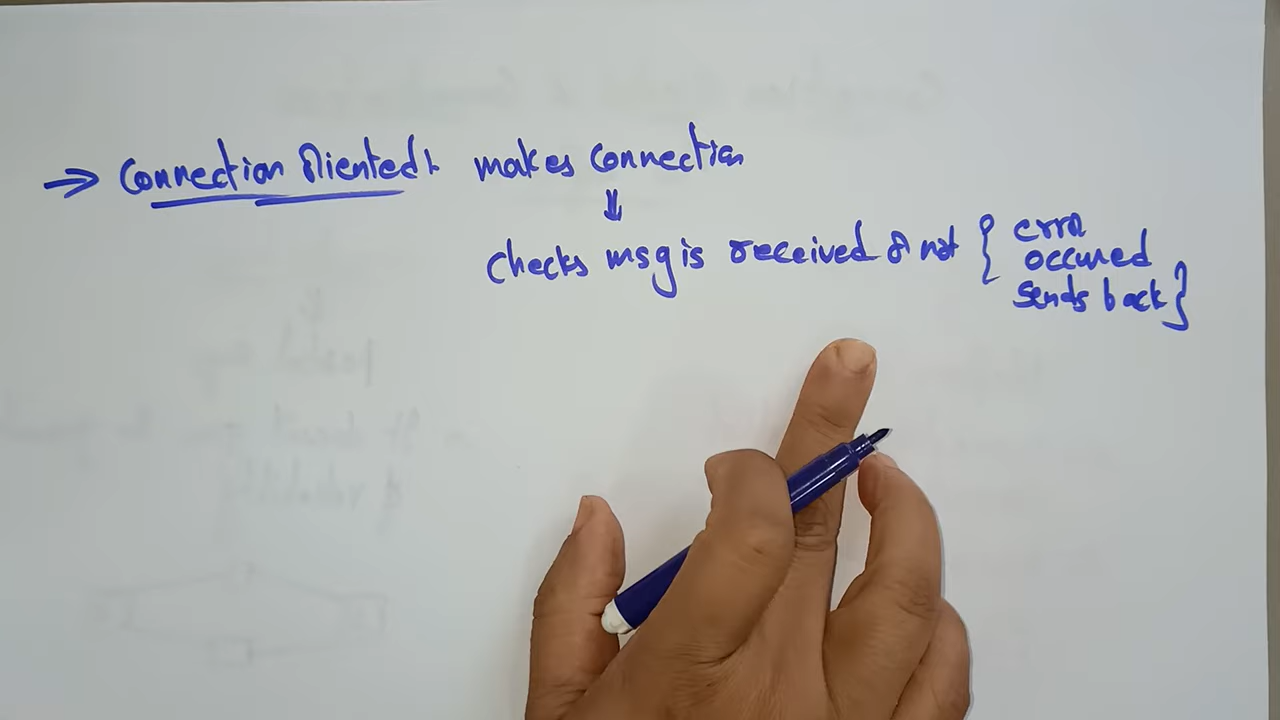 → Connection Oriented: makes connection
⇓
checks msg is received or not { error
occured
sends back }